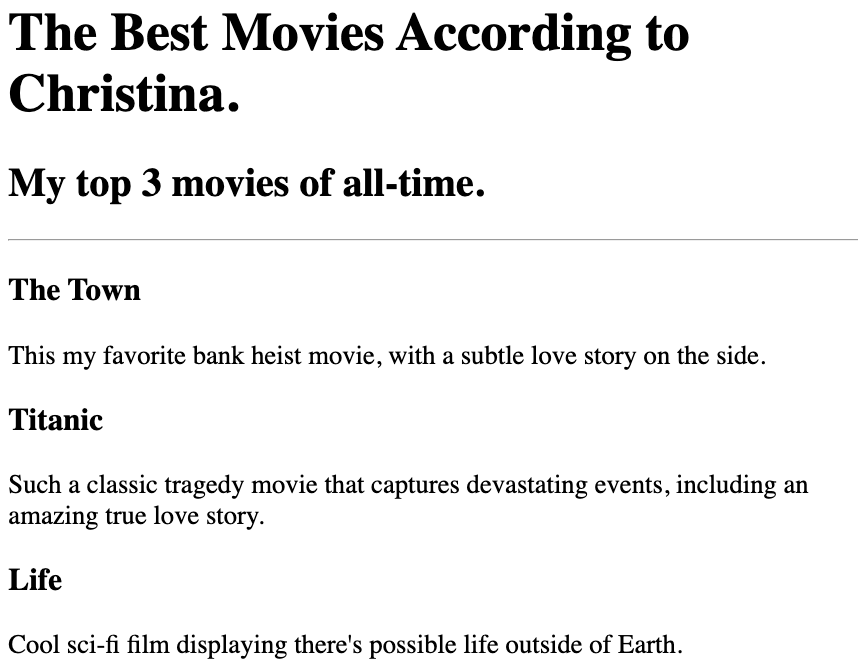 The Best Movies According to
Christina.
My top 3 movies of all-time.
The Town
This my favorite bank heist movie, with a subtle love story on the side.
Titanic
Such a classic tragedy movie that captures devastating events, including an
amazing true love story.
Life
Cool sci-fi film displaying there's possible life outside of Earth.